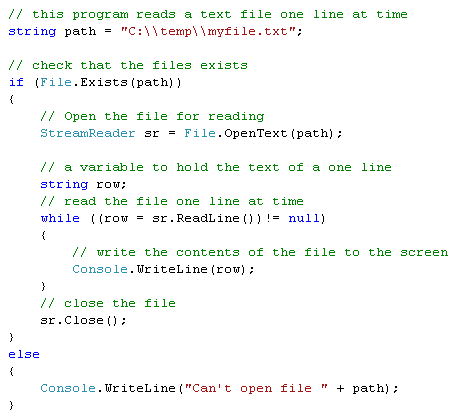 // this program reads a text file one line at time
string path = "C:\\temp\\myfile.txt";
// check that the files exists
if (File.Exists(path))
{
// Open the file for reading
StreamReader sr = File.OpenText(path);
// a variable to hold the text of a one line
string row;
// read the file one line at time
while ((row = sr.ReadLine())!= null)
{
// write the contents of the file to the screen
Console.WriteLine(row);
}
// close the file
sr.Close();
}
else
{
Console.WriteLine("Can't open file " + path);
}